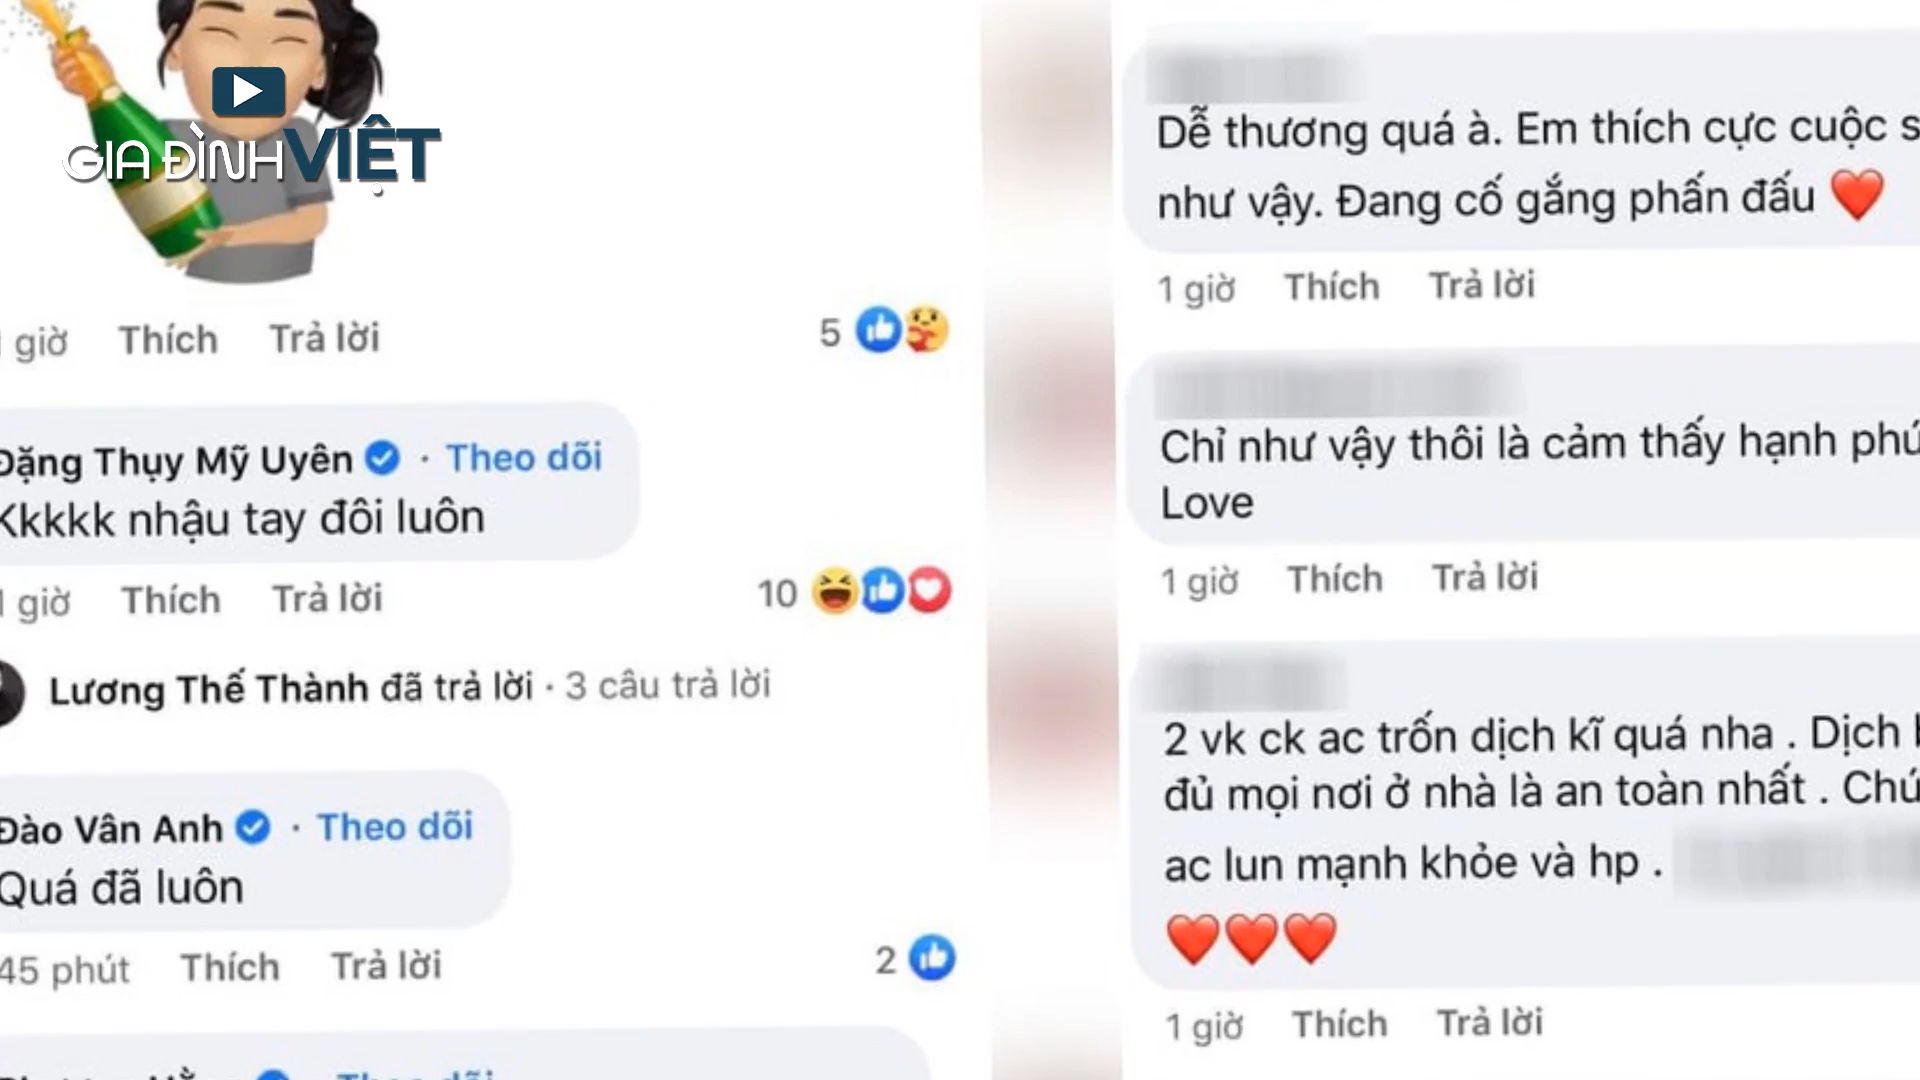 GIA ĐÌNH VIỆT
giờ Thích Trả lời 5
Đặng Thụy Mỹ Uyên · Theo dõi
Kkkkk nhậu tay đôi luôn
1 giờ Thích Trả lời 10
Lương Thế Thành đã trả lời · 3 câu trả lời
Đào Vân Anh · Theo dõi
Quá đã luôn
45 phút Thích Trả lời 2
Dễ thương quá à. Em thích cực cuộc s
như vậy. Đang cố gắng phấn đấu ❤️
1 giờ Thích Trả lời
Chỉ như vậy thôi là cảm thấy hạnh phú
Love
1 giờ Thích Trả lời
2 vk ck ac trốn dịch kĩ quá nha . Dịch
đủ mọi nơi ở nhà là an toàn nhất . Chú
ac lun mạnh khỏe và hp .
❤️❤️❤️
1 giờ Thích Trả lời